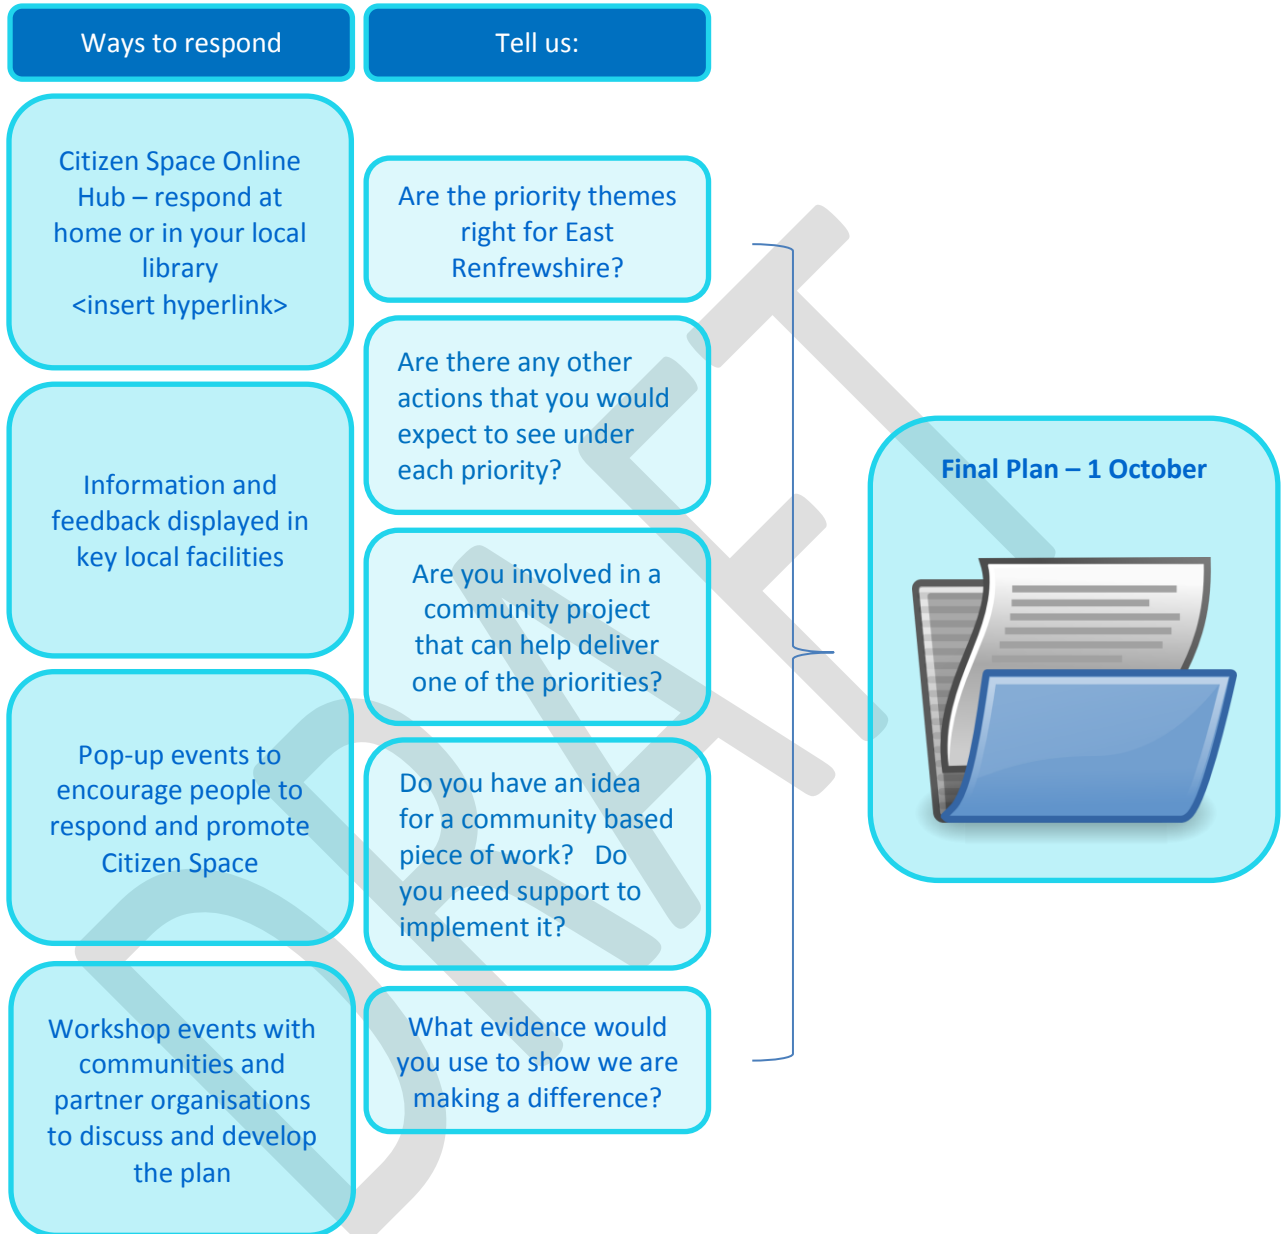 Ways to respond
Tell us:
Citizen Space Online
Hub – respond at
home or in your local
library
<insert hyperlink>
Information and
feedback displayed in
key local facilities
Pop-up events to
encourage people to
respond and promote
Citizen Space
Workshop events with
communities and
partner organisations
to discuss and develop
the plan
Are the priority themes
right for East
Renfrewshire?
Are there any other
actions that you would
expect to see under
each priority?
Are you involved in a
community project
that can help deliver
one of the priorities?
Do you have an idea
for a community based
piece of work?   Do
you need support to
implement it?
What evidence would
you use to show we are
making a difference?
Final Plan – 1 October
DRAFT